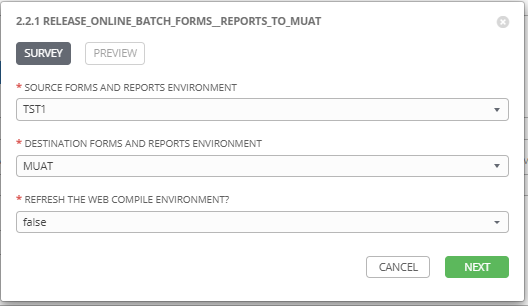 2.2.1 RELEASE_ONLINE_BATCH_FORMS__REPORTS_TO_MUAT
SURVEY
PREVIEW
* SOURCE FORMS AND REPORTS ENVIRONMENT
TST1
* DESTINATION FORMS AND REPORTS ENVIRONMENT
MUAT
* REFRESH THE WEB COMPILE ENVIRONMENT?
false
CANCEL
NEXT